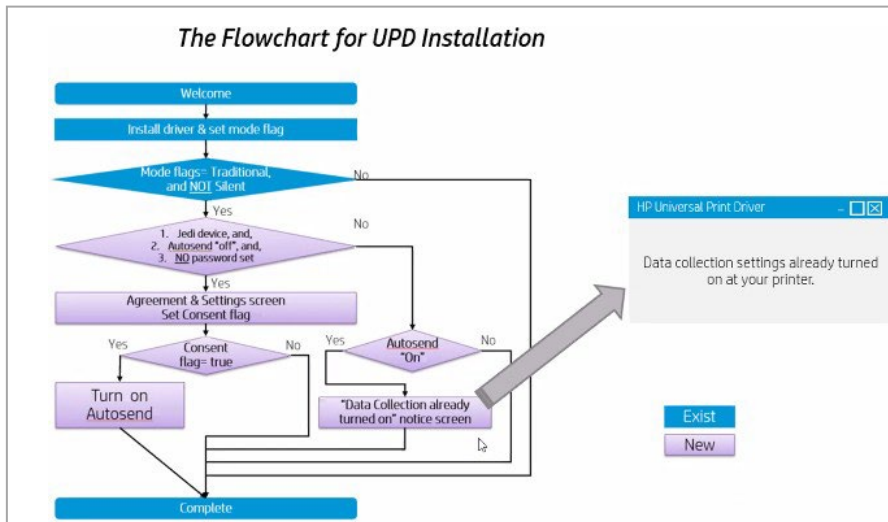 The Flowchart for UPD Installation
Welcome
Install driver & set mode flag
Mode flags= Traditional,
and NOT Silent
No
Yes
1. Jedi device, and,
2. Autosend "off", and,
3. NO password set
No
Yes
Agreement & Settings screen
Set Consent flag
Yes
Consent
flag= true
No
Yes
Autosend
"On"
No
Turn on
Autosend
"Data Collection already
turned on" notice screen
Complete
HP Universal Print Driver
Data collection settings already turned
on at your printer.
Exist
New